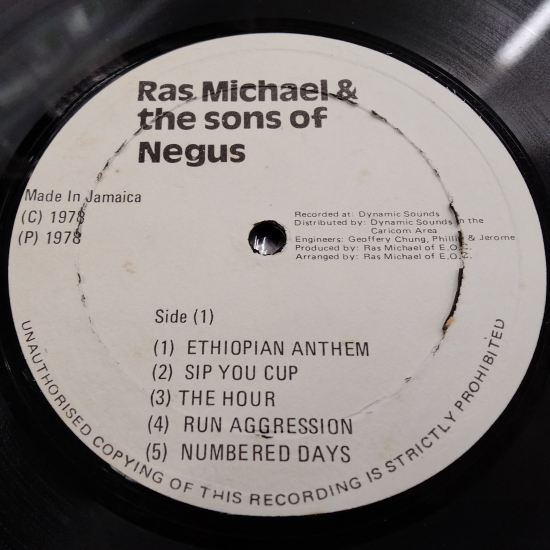 Ras Michael &
the sons of
Negus
Made In Jamaica
(C) 1978
(P) 1978
Recorded at: Dynamic Sounds
Distributed by: Dynamic Sounds in the
Caricom Area
Engineers: Geoffery Chung, Phillip & Jerome
Produced by: Ras Michael of E.O.C.
Arranged by: Ras Michael of E.O.C.
Side (1)
(1) ETHIOPIAN ANTHEM
(2) SIP YOU CUP
(3) THE HOUR
(4) RUN AGGRESSION
(5) NUMBERED DAYS
UNAUTHORISED COPYING OF THIS RECORDING IS STRICTLY PROHIBITED